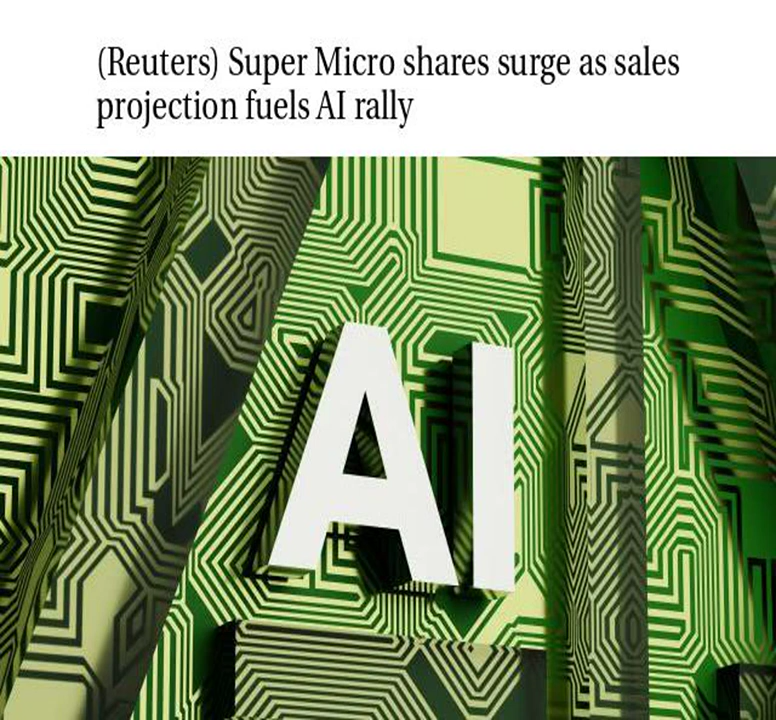 (Reuters) Super Micro shares surge as sales
projection fuels AI rally
AI